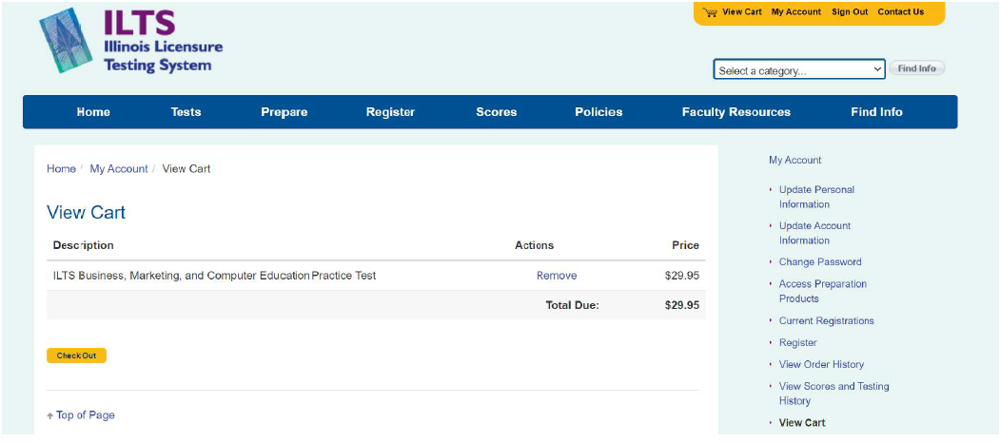 View Cart My Account Sign Out Contact Us
ILTS
Illinois Licensure
Testing System
Select a category...
Find Info
Home Tests Prepare Register Scores Policies Faculty Resources Find Info
Home / My Account / View Cart
View Cart
Description Actions Price
ILTS Business, Marketing, and Computer Education Practice Test Remove $29.95
Total Due: $29.95
Check Out
Top of Page
My Account
Update Personal
Information
Update Account
Information
Change Password
Access Preparation
Products
Current Registrations
Register
View Order History
View Scores and Testing
History
View Cart